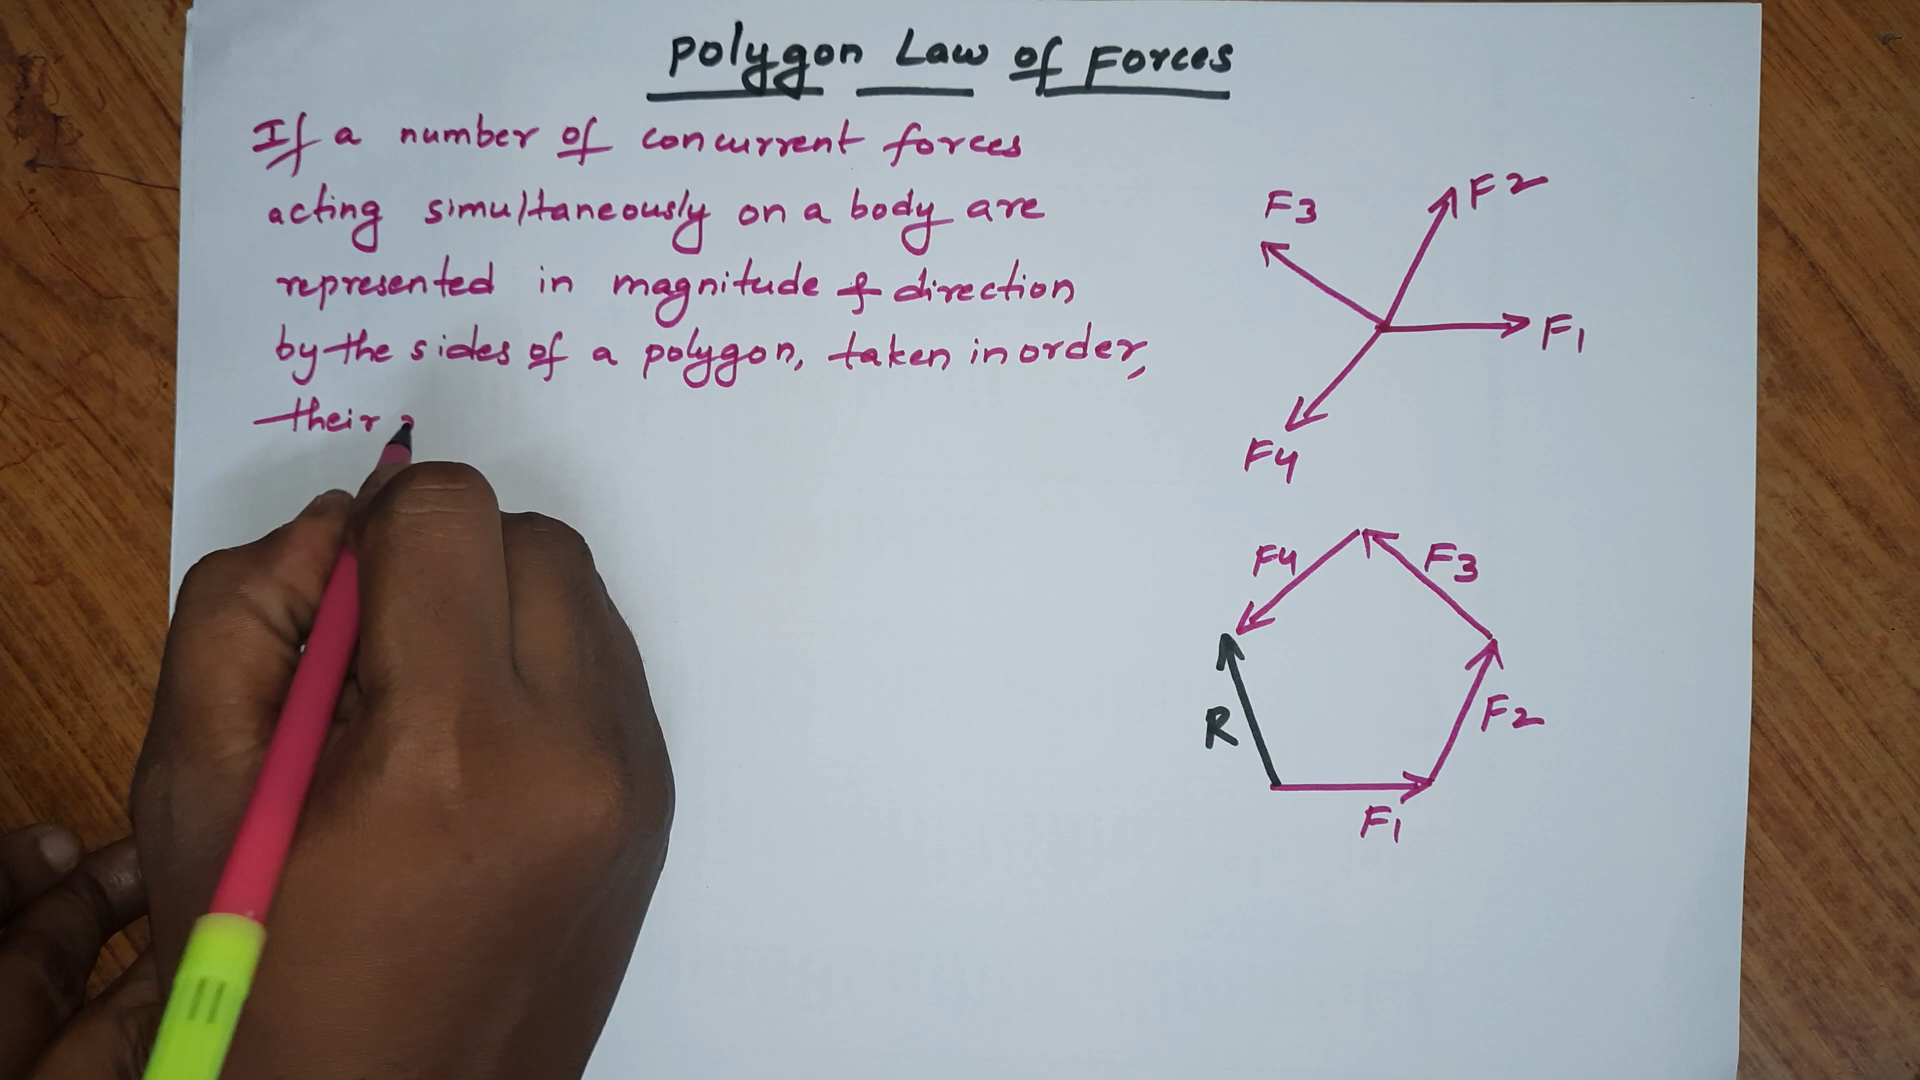 Polygon Law of Forces
If a number of concurrent forces
acting simultaneously on a body are
represented in magnitude & direction
by the sides of a polygon, taken in order,
their
F3
F2
F1
F4
F4
F3
R
F2
F1